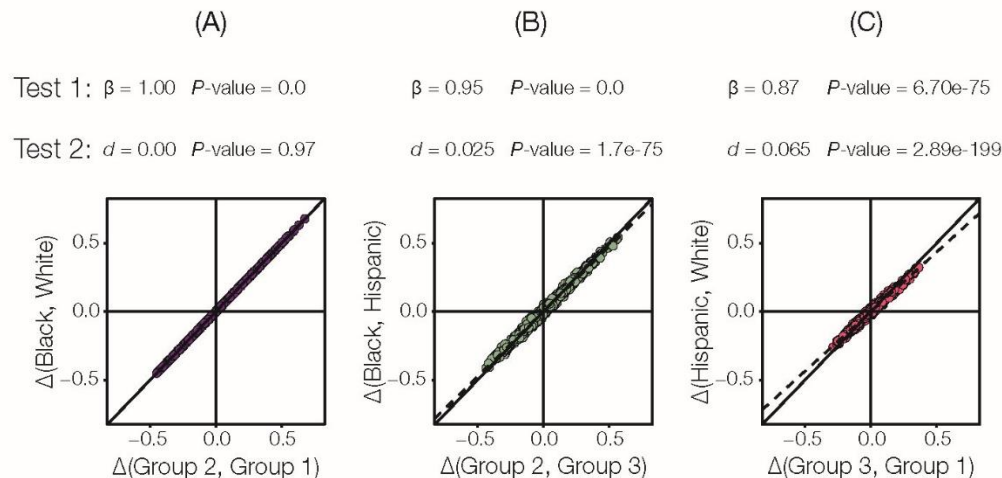 (A) (B) (C)
Test 1: β = 1.00 P-value = 0.0 β = 0.95 P-value = 0.0 β = 0.87 P-value = 6.70e-75
Test 2: d = 0.00 P-value = 0.97 d = 0.025 P-value = 1.7e-75 d = 0.065 P-value = 2.89e-199
Δ(Black, White)
0.5
0.0
−0.5
−0.5 0.0 0.5
Δ(Group 2, Group 1)
Δ(Black, Hispanic)
0.5
0.0
−0.5
−0.5 0.0 0.5
Δ(Group 2, Group 3)
Δ(Hispanic, White)
0.5
0.0
−0.5
−0.5 0.0 0.5
Δ(Group 3, Group 1)